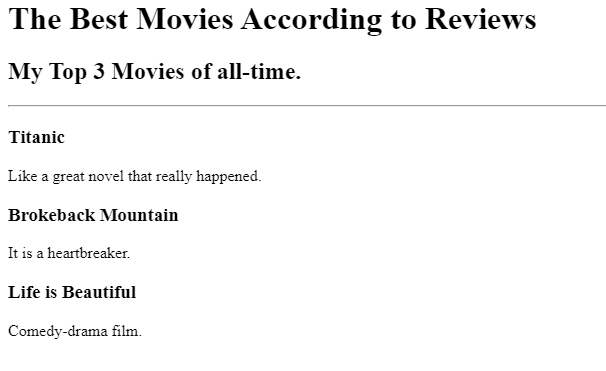 The Best Movies According to Reviews
My Top 3 Movies of all-time.
Titanic
Like a great novel that really happened.
Brokeback Mountain
It is a heartbreaker.
Life is Beautiful
Comedy-drama film.